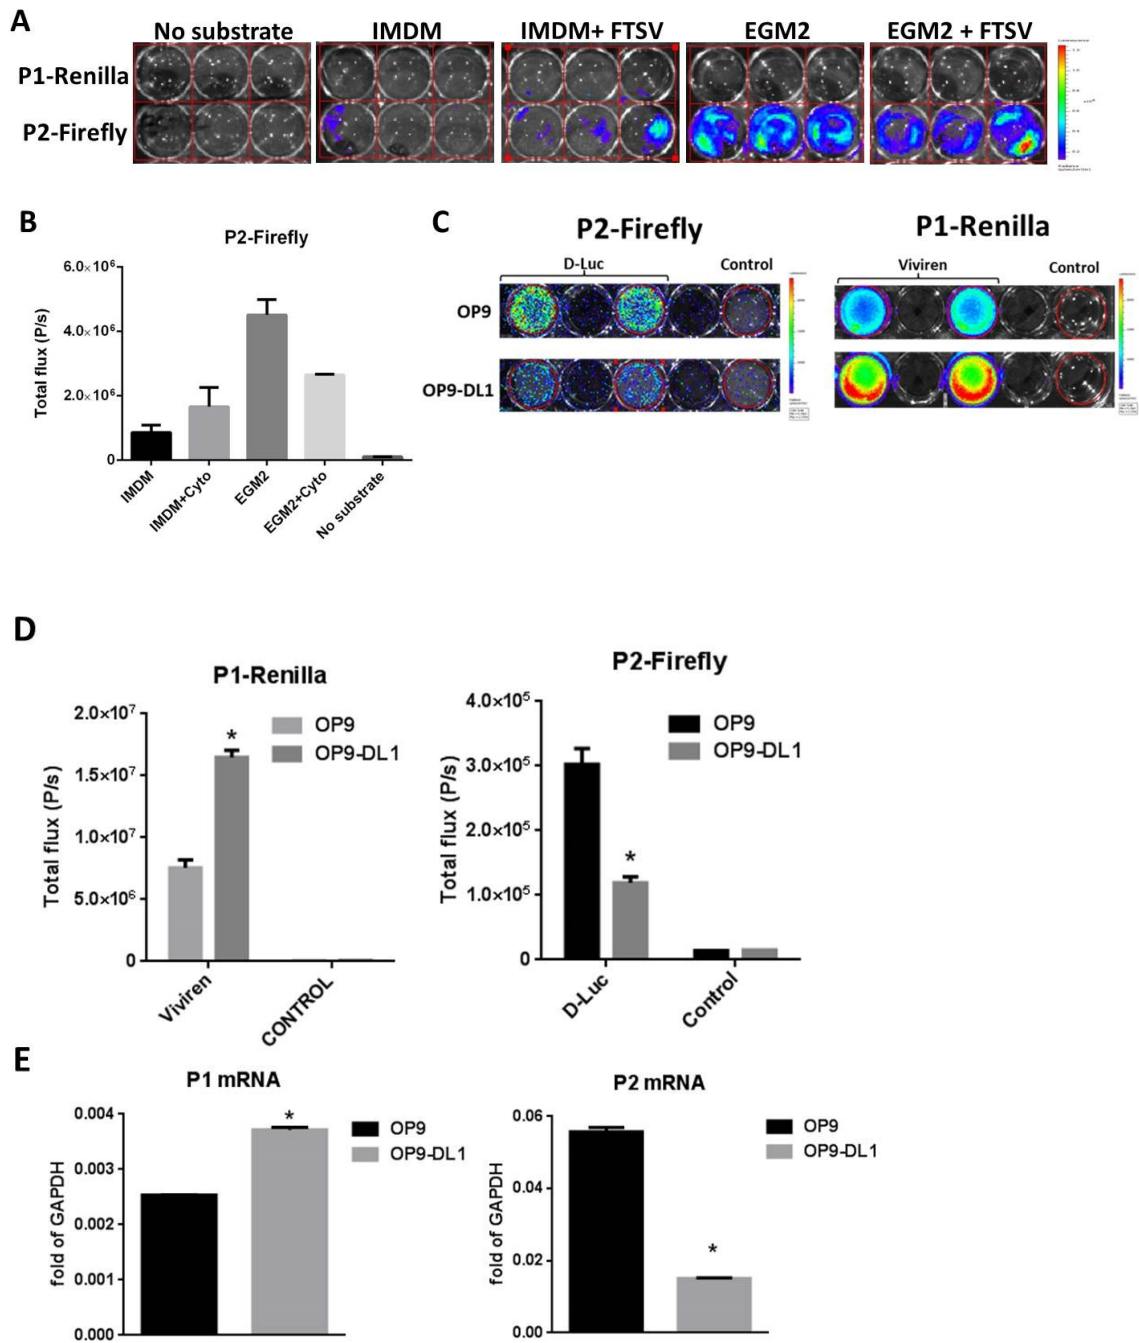 A
No substrate IMDM IMDM+ FTSV EGM2 EGM2 + FTSV
P1-Renilla
P2-Firefly
B
P2-Firefly
6.0×10⁶
4.0×10⁶
2.0×10⁶
0
Total flux (P/s)
IMDM IMDM+Cyto EGM2 EGM2+Cyto No substrate
C
P2-Firefly P1-Renilla
D-Luc Control Viviren Control
OP9
OP9-DL1
D
P1-Renilla
2.0×10⁷
1.5×10⁷
1.0×10⁷
5.0×10⁶
0
Total flux (P/s)
OP9
OP9-DL1
*
Viviren CONTROL
P2-Firefly
4.0×10⁵
3.0×10⁵
2.0×10⁵
1.0×10⁵
0
Total flux (P/s)
OP9
OP9-DL1
*
D-Luc Control
E
P1 mRNA
0.004
0.003
0.002
0.001
0.000
fold of GAPDH
*
OP9
OP9-DL1
P2 mRNA
0.06
0.04
0.02
0.00
fold of GAPDH
*
OP9
OP9-DL1